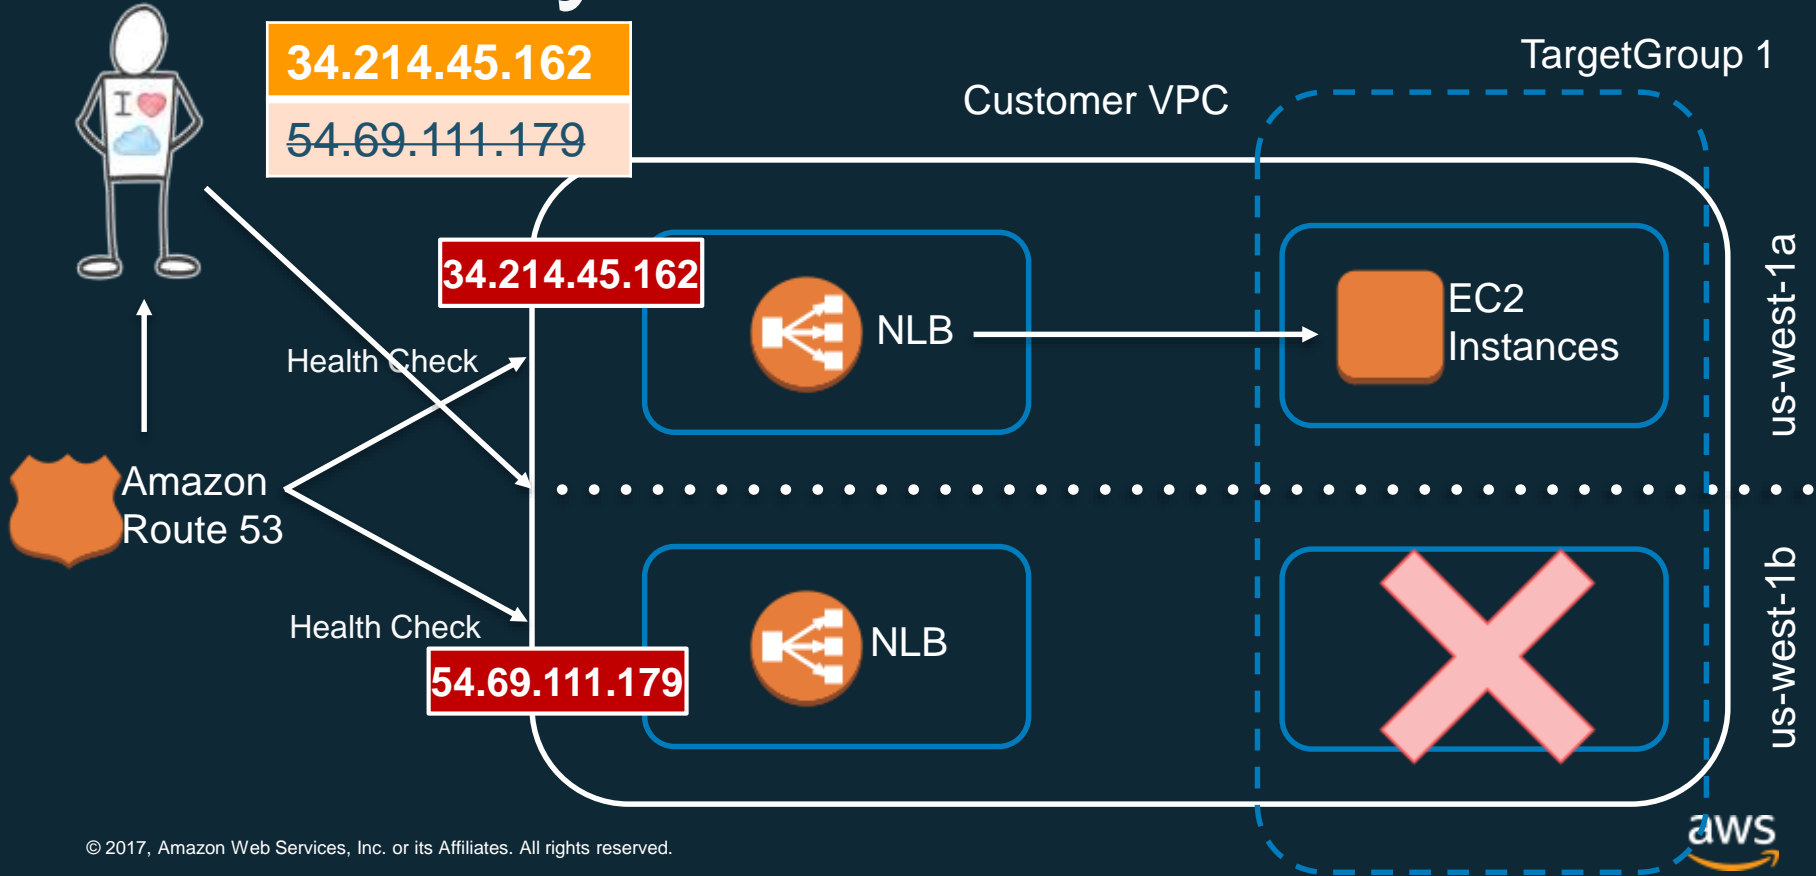 34.214.45.162
54.69.111.179
TargetGroup 1
Customer VPC
I
34.214.45.162
NLB
EC2
Instances
us-west-1a
Health Check
Amazon
Route 53
Health Check
54.69.111.179
NLB
us-west-1b
© 2017, Amazon Web Services, Inc. or its Affiliates. All rights reserved.
aws